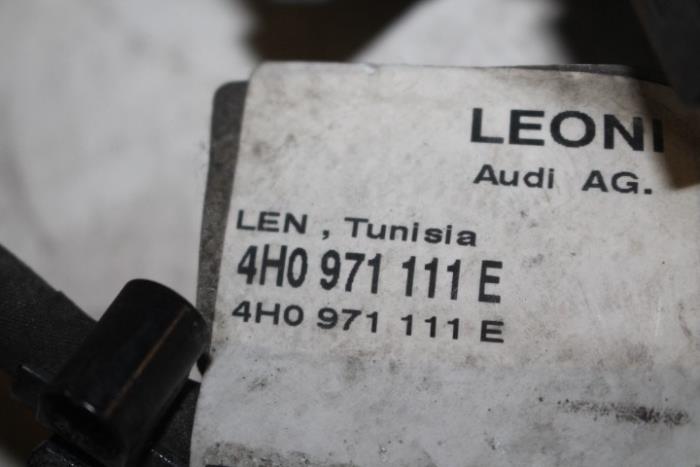 LEONI
Audi AG.
LEN , Tunisia
4H0 971 111 E
4H0 971 111 E